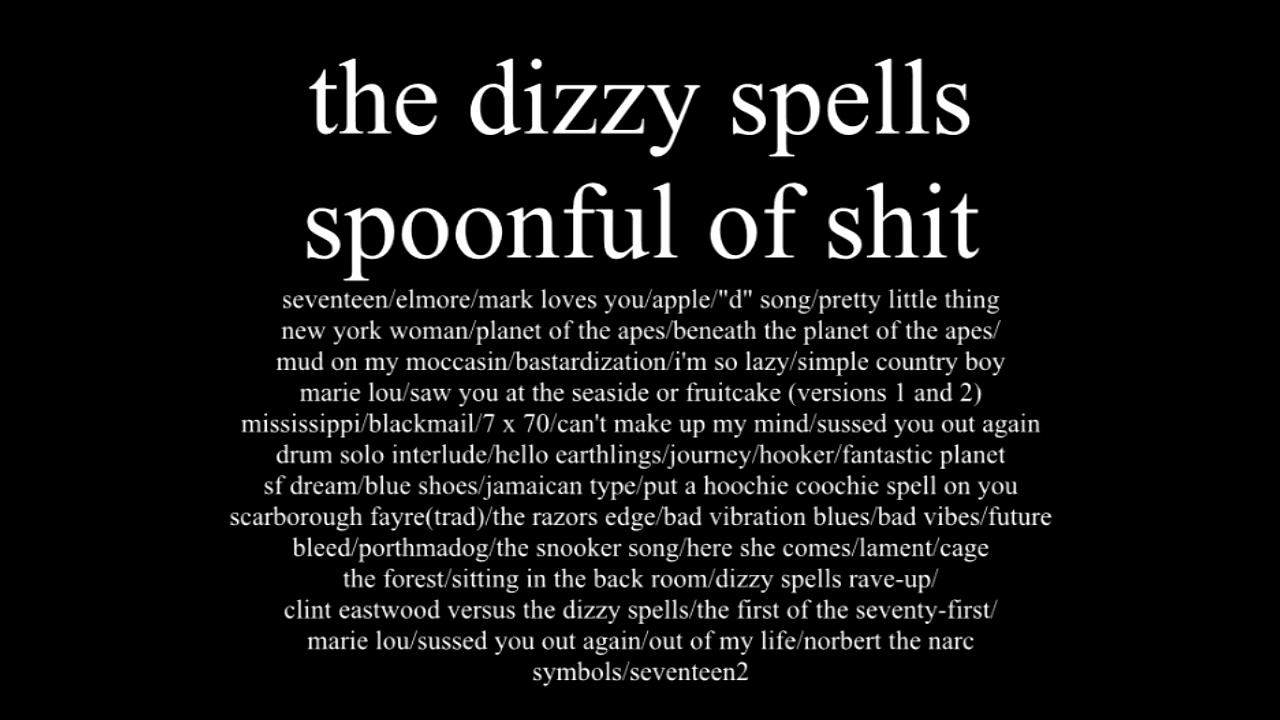 the dizzy spells
spoonful of shit
seventeen/elmore/mark loves you/apple/"d" song/pretty little thing
new york woman/planet of the apes/beneath the planet of the apes/
mud on my moccasin/bastardization/i'm so lazy/simple country boy
marie lou/saw you at the seaside or fruitcake (versions 1 and 2)
mississippi/blackmail/7 x 70/can't make up my mind/sussed you out again
drum solo interlude/hello earthlings/journey/hooker/fantastic planet
sf dream/blue shoes/jamaican type/put a hoochie coochie spell on you
scarborough fayre(trad)/the razors edge/bad vibration blues/bad vibes/future
bleed/porthmadog/the snooker song/here she comes/lament/cage
the forest/sitting in the back room/dizzy spells rave-up/
clint eastwood versus the dizzy spells/the first of the seventy-first/
marie lou/sussed you out again/out of my life/norbert the narc
symbols/seventeen2